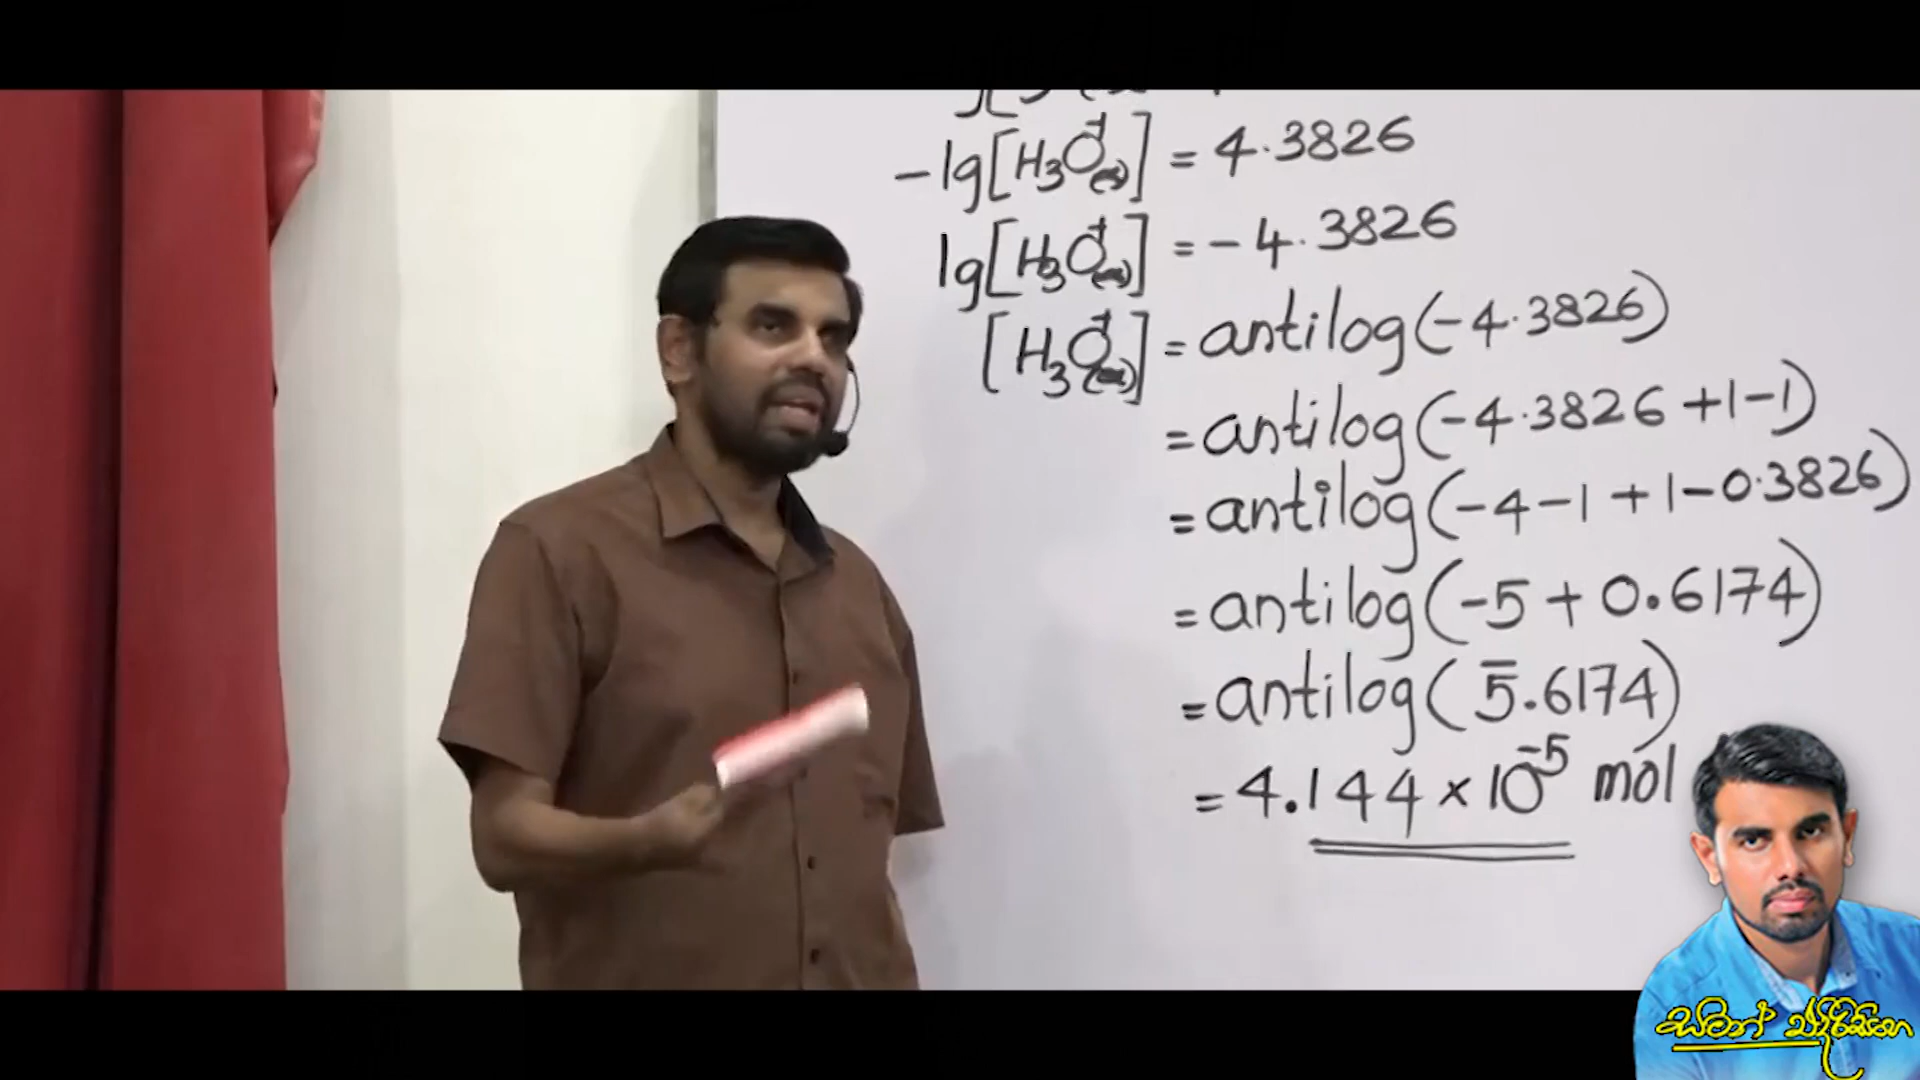 -lg[H₃O⁺(aq)] = 4.3826
lg[H₃O⁺(aq)] = -4.3826
[H₃O⁺(aq)] = antilog(-4.3826)
= antilog(-4.3826 +1-1)
= antilog(-4-1 + 1-0.3826)
= antilog(-5 + 0.6174)
= antilog(5̅.6174)
= 4.144 × 10⁻⁵ mol